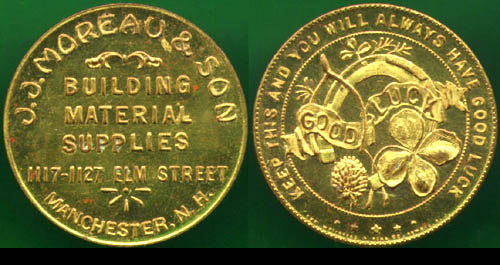 J.J. MOREAU & SON
BUILDING
MATERIAL
SUPPLIES
1117-1127 ELM STREET
MANCHESTER, N.H.
KEEP THIS AND YOU WILL ALWAYS HAVE GOOD LUCK
GOOD LUCK